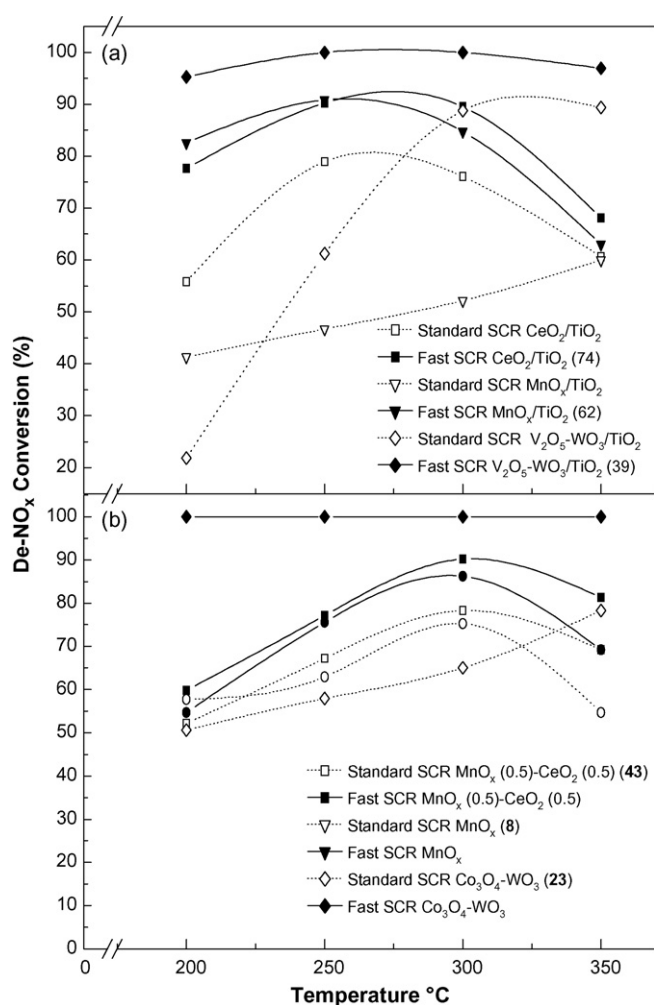 (a)
100
90
80
70
60
50
40
30
20
Standard SCR CeO₂/TiO₂
Fast SCR CeO₂/TiO₂ (74)
Standard SCR MnOₓ/TiO₂
Fast SCR MnOₓ/TiO₂ (62)
Standard SCR V₂O₅-WO₃/TiO₂
Fast SCR V₂O₅-WO₃/TiO₂ (39)
De-NOₓ Conversion (%)
(b)
100
90
80
70
60
50
40
30
20
10
0
Standard SCR MnOₓ (0.5)-CeO₂ (0.5) (43)
Fast SCR MnOₓ (0.5)-CeO₂ (0.5)
Standard SCR MnOₓ (8)
Fast SCR MnOₓ
Standard SCR Co₃O₄-WO₃ (23)
Fast SCR Co₃O₄-WO₃
0 200 250 300 350
Temperature °C